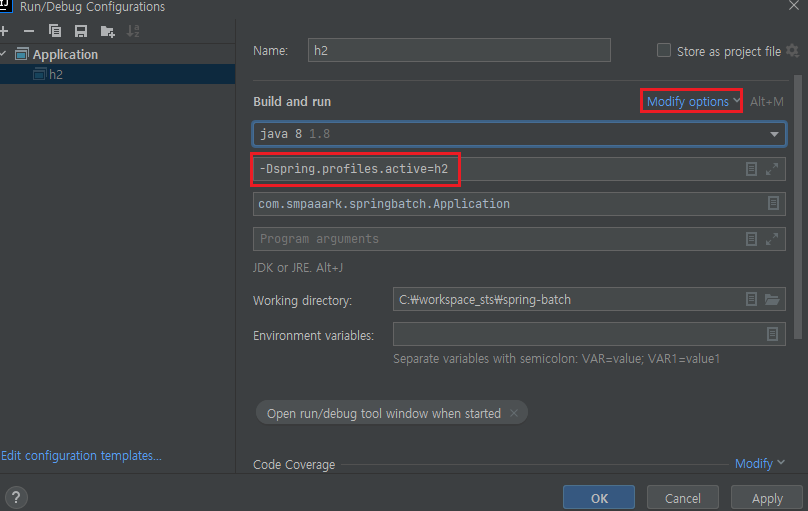 Run/Debug Configurations
Application
h2
Name: h2 Store as project file
Build and run Modify options Alt+M
java 8 1.8
-Dspring.profiles.active=h2
com.smpaaark.springbatch.Application
Program arguments
JDK or JRE. Alt+J
Working directory: C:₩workspace_sts₩spring-batch
Environment variables:
Separate variables with semicolon: VAR=value; VAR1=value1
Open run/debug tool window when started
Edit configuration templates...
Code Coverage Modify
? OK Cancel Apply